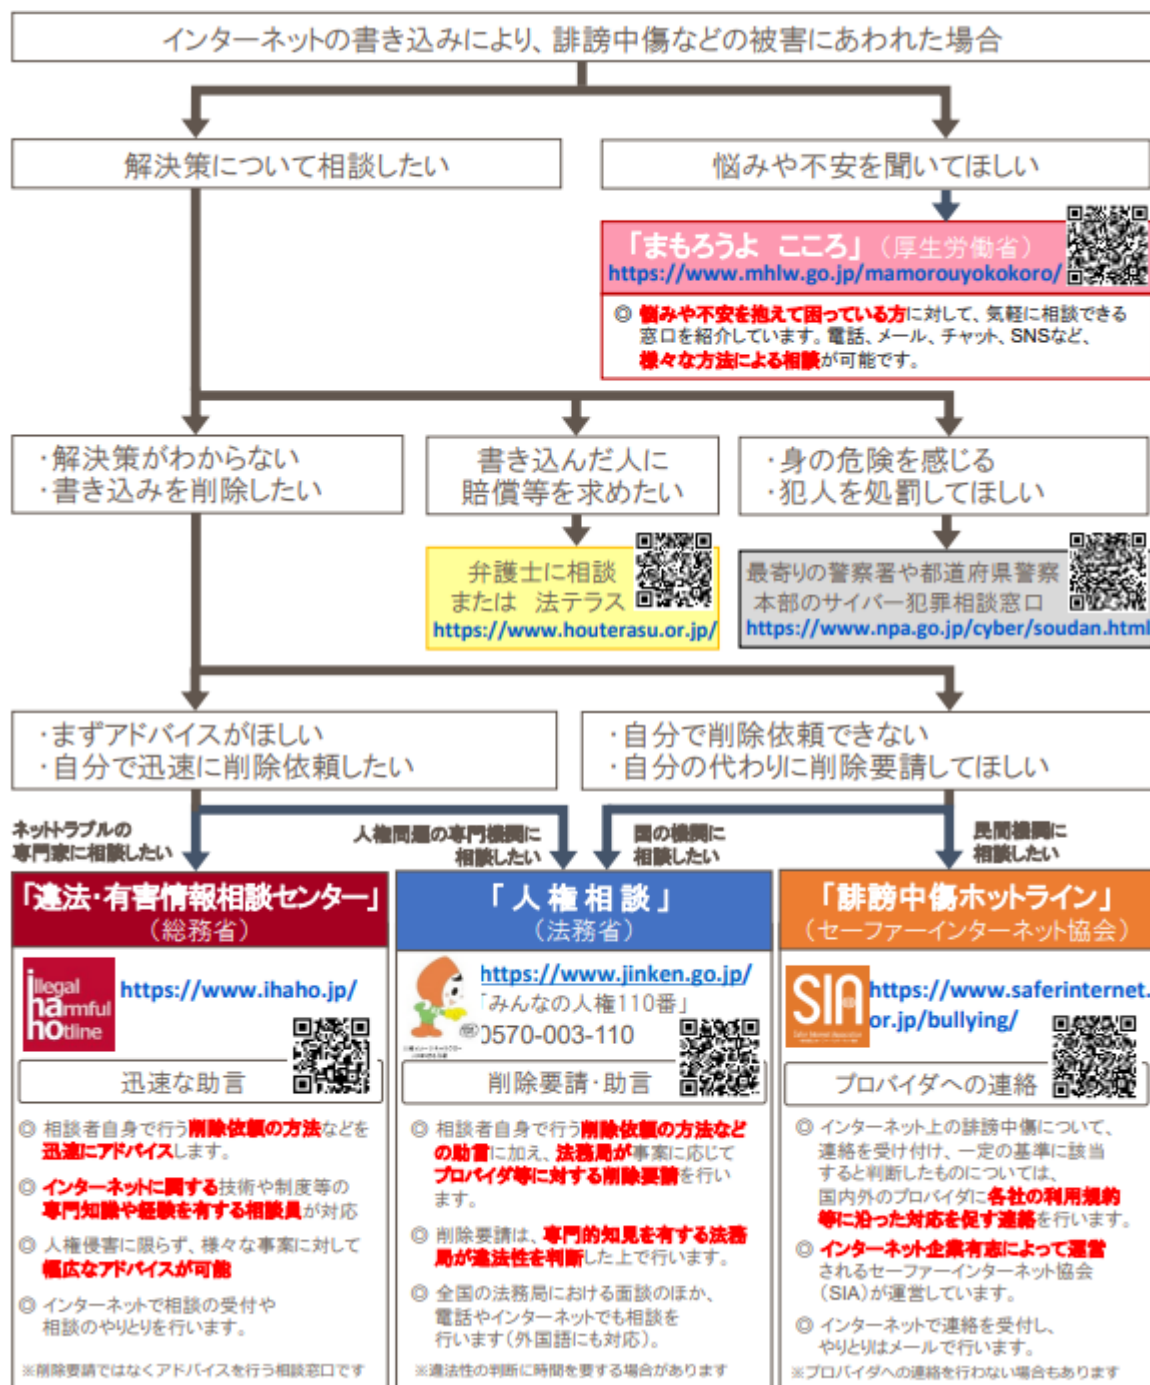 インターネットの書き込みにより、誹謗中傷などの被害にあわれた場合
解決策について相談したい
悩みや不安を聞いてほしい
「まもろうよ こころ」（厚生労働省）
https://www.mhlw.go.jp/mamorouyokokoro/
◎ 悩みや不安を抱えて困っている方に対して、気軽に相談できる
窓口を紹介しています。電話、メール、チャット、SNSなど、
様々な方法による相談が可能です。
・解決策がわからない
・書き込みを削除したい
書き込んだ人に
賠償等を求めたい
・身の危険を感じる
・犯人を処罰してほしい
弁護士に相談
または 法テラス
https://www.houterasu.or.jp/
最寄りの警察署や都道府県警察
本部のサイバー犯罪相談窓口
https://www.npa.go.jp/cyber/soudan.html
・まずアドバイスがほしい
・自分で迅速に削除依頼したい
・自分で削除依頼できない
・自分の代わりに削除要請してほしい
ネットトラブルの
専門家に相談したい
人権問題の専門機関に
相談したい
国の機関に
相談したい
民間機関に
相談したい
「違法・有害情報相談センター」
（総務省）
illegal
harmful
hotline
https://www.ihaho.jp/
迅速な助言
◎ 相談者自身で行う削除依頼の方法などを
迅速にアドバイスします。
◎ インターネットに関する技術や制度等の
専門知識や経験を有する相談員が対応
◎ 人権侵害に限らず、様々な事案に対して
幅広なアドバイスが可能
◎ インターネットで相談の受付や
相談のやりとりを行います。
※削除要請ではなくアドバイスを行う相談窓口です
「人権相談」
（法務省）
https://www.jinken.go.jp/
「みんなの人権110番」
0570-003-110
削除要請・助言
◎ 相談者自身で行う削除依頼の方法など
の助言に加え、法務局が事案に応じて
プロバイダ等に対する削除要請を行い
ます。
◎ 削除要請は、専門的知見を有する法務
局が違法性を判断した上で行います。
◎ 全国の法務局における面談のほか、
電話やインターネットでも相談を
行います（外国語にも対応）。
※違法性の判断に時間を要する場合があります
「誹謗中傷ホットライン」
（セーファーインターネット協会）
SIA
https://www.saferinternet.
or.jp/bullying/
プロバイダへの連絡
◎ インターネット上の誹謗中傷について、
連絡を受け付け、一定の基準に該当
すると判断したものについては、
国内外のプロバイダに各社の利用規約
等に沿った対応を促す連絡を行います。
◎ インターネット企業有志によって運営
されるセーファーインターネット協会
（SIA）が運営しています。
◎ インターネットで連絡を受付し、
やりとりはメールで行います。
※プロバイダへの連絡を行わない場合もあります